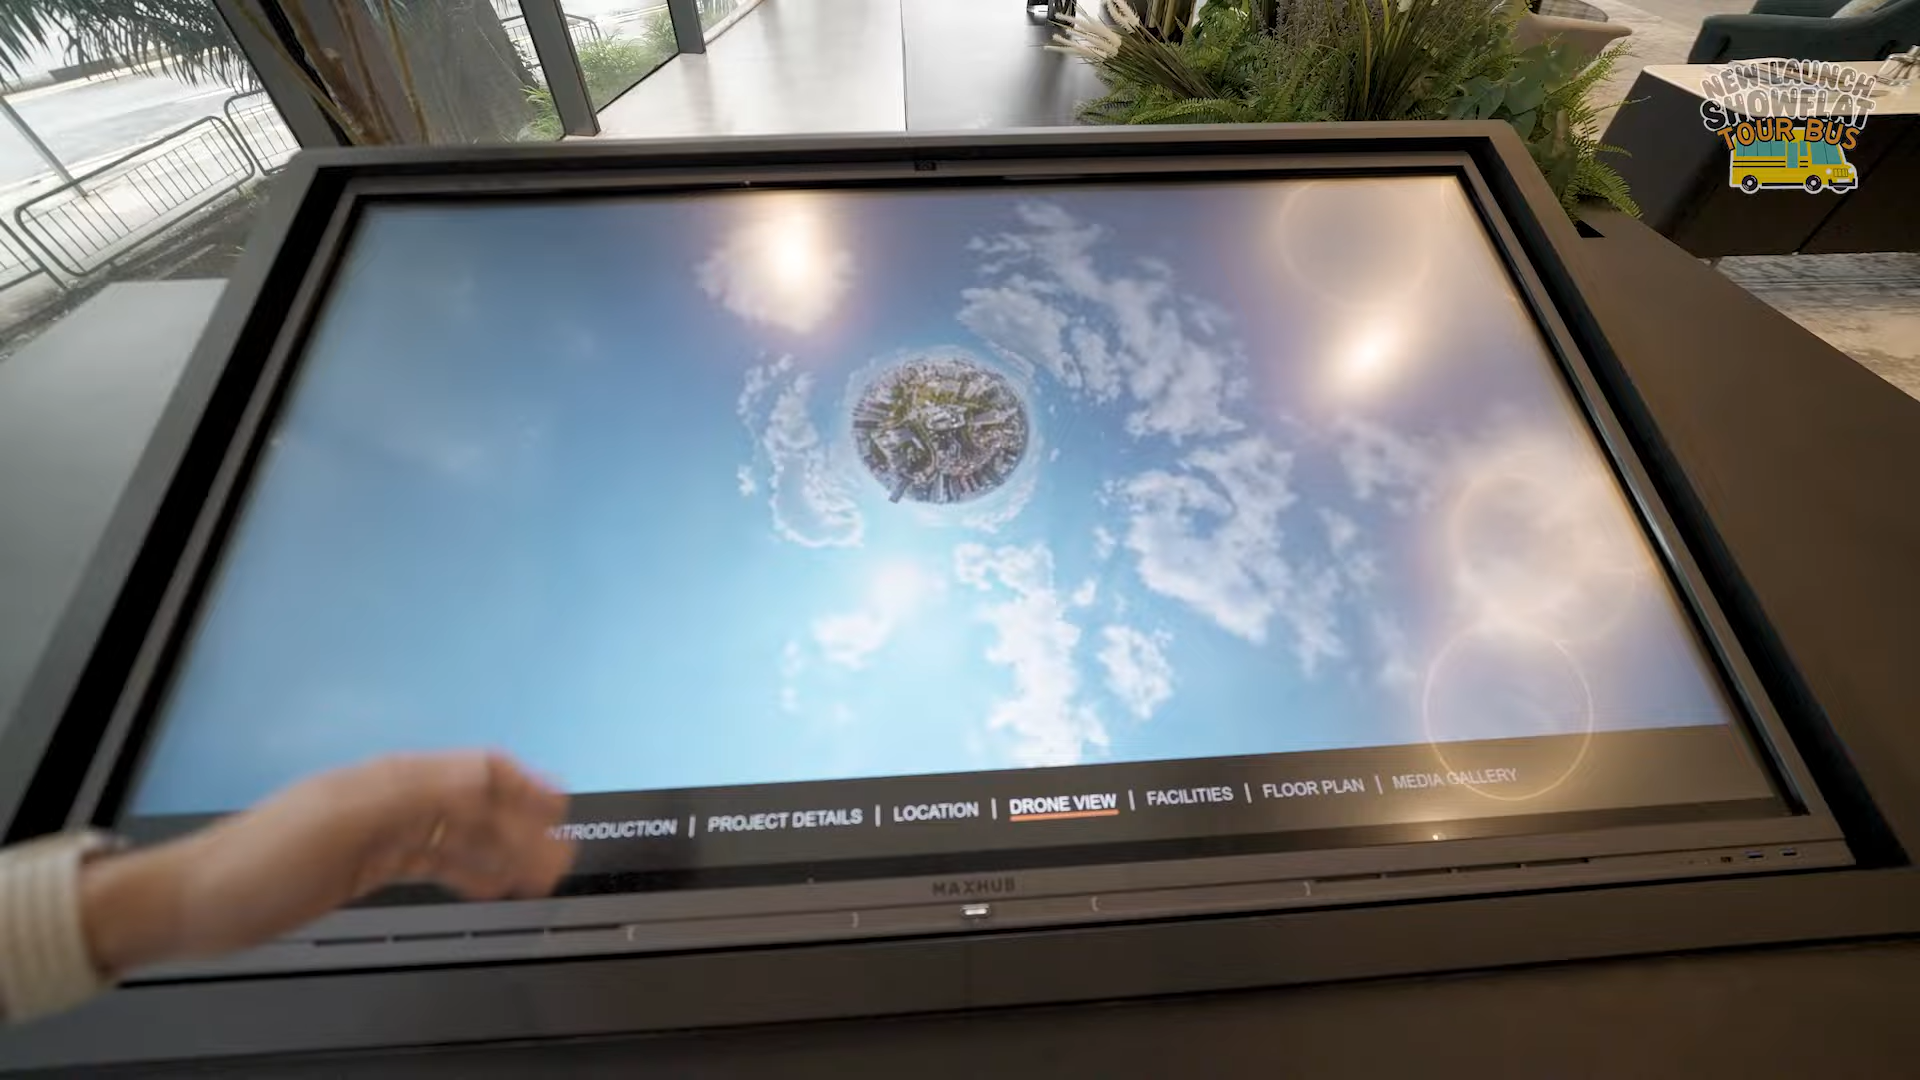 NEW LAUNCH
SHOWFLAT
TOUR BUS
INTRODUCTION | PROJECT DETAILS | LOCATION | DRONE VIEW | FACILITIES | FLOOR PLAN | MEDIA GALLERY
MAXHUB